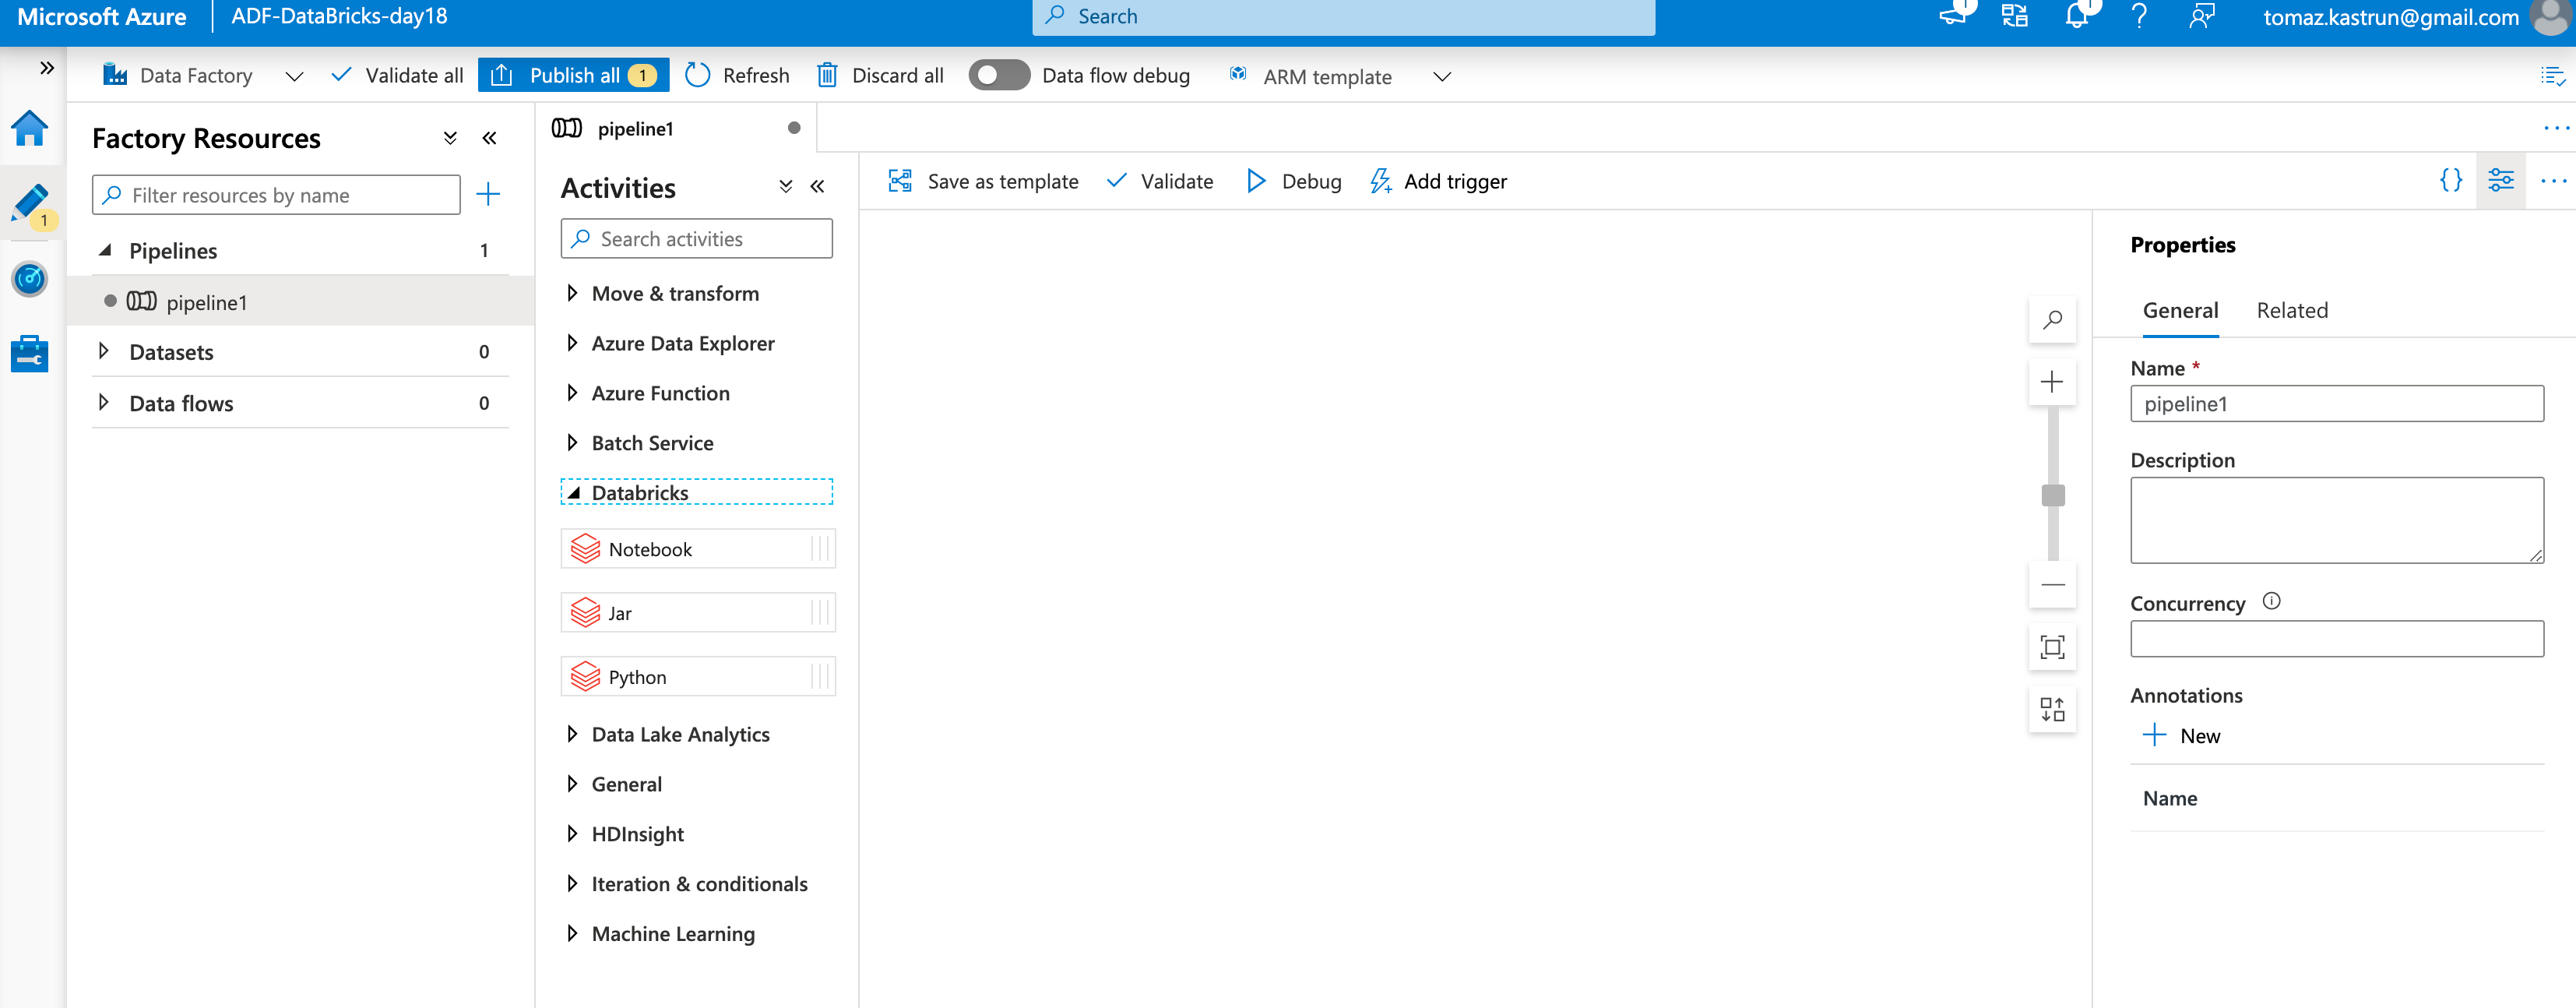 Microsoft Azure
ADF-DataBricks-day18
Search
1
1
?
tomaz.kastrun@gmail.com
Data Factory
Validate all
Publish all 1
Refresh
Discard all
Data flow debug
ARM template
1
Factory Resources
Filter resources by name
Pipelines 1
pipeline1
Datasets 0
Data flows 0
pipeline1
Activities
Search activities
Move & transform
Azure Data Explorer
Azure Function
Batch Service
Databricks
Notebook
Jar
Python
Data Lake Analytics
General
HDInsight
Iteration & conditionals
Machine Learning
Save as template
Validate
Debug
Add trigger
{}
Properties
General
Related
Name *
pipeline1
Description
Concurrency
Annotations
New
Name